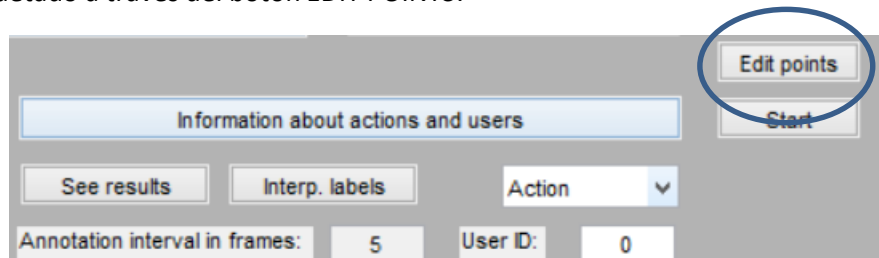 Edit points
Information about actions and users
Start
See results
Interp. labels
Action
Annotation interval in frames:
5
User ID:
0